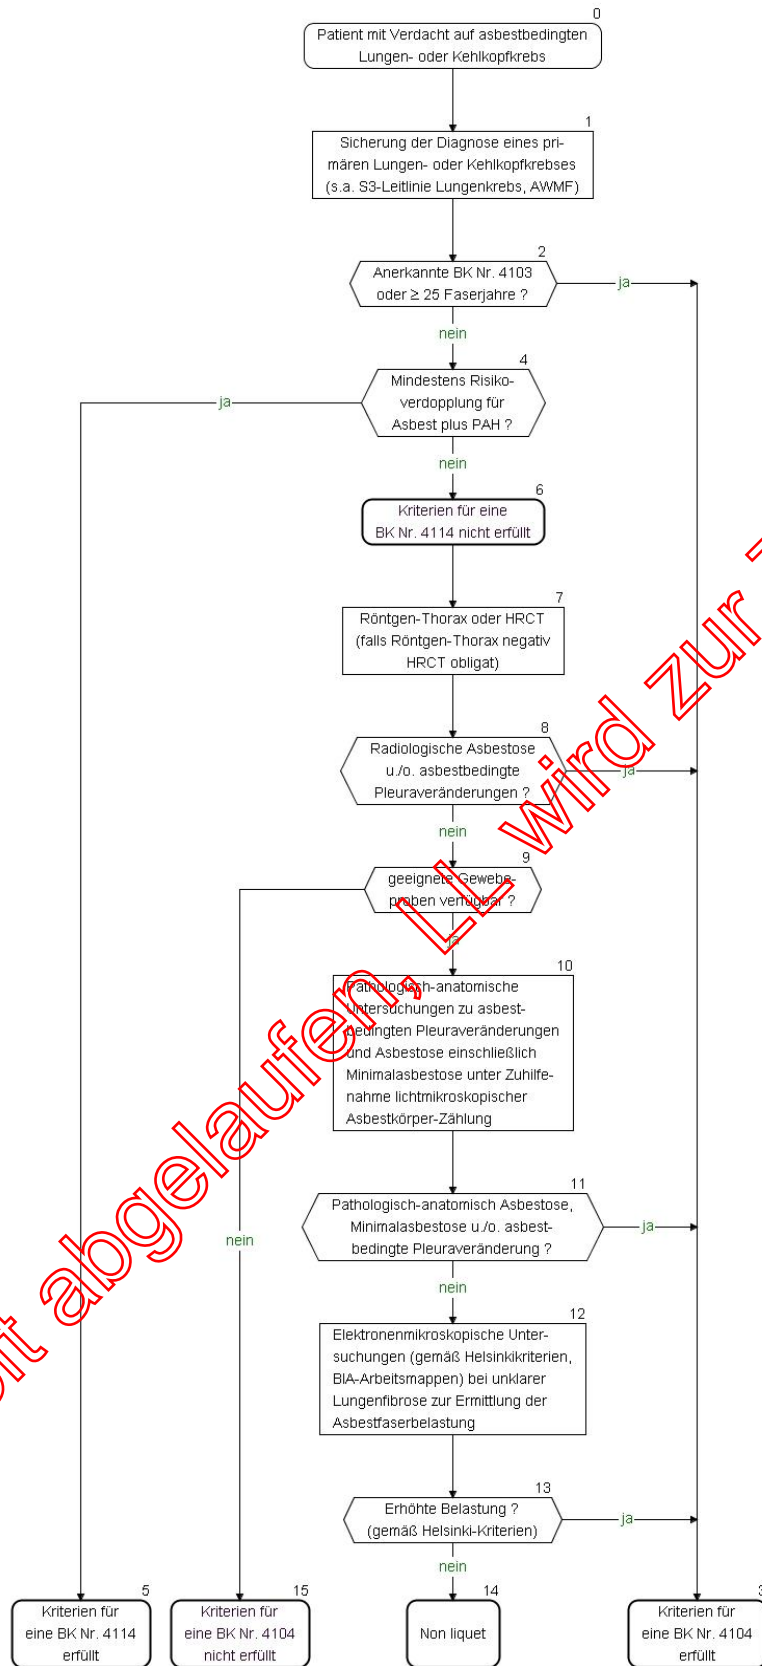 0
Patient mit Verdacht auf asbestbedingten
Lungen- oder Kehlkopfkrebs
1
Sicherung der Diagnose eines pri-
mären Lungen- oder Kehlkopfkrebses
(s.a. S3-Leitlinie Lungenkrebs, AWMF)
2
Anerkannte BK Nr. 4103
oder ≥ 25 Faserjahre ?
ja
nein
4
Mindestens Risiko-
verdopplung für
Asbest plus PAH ?
ja
nein
6
Kriterien für eine
BK Nr. 4114 nicht erfüllt
7
Röntgen-Thorax oder HRCT
(falls Röntgen-Thorax negativ
HRCT obligat)
8
Radiologische Asbestose
u./o. asbestbedingte
Pleuraveränderungen ?
ja
nein
9
geeignete Gewebe-
proben verfügbar ?
ja
10
Pathologisch-anatomische
Untersuchungen zu asbest-
bedingten Pleuraveränderungen
und Asbestose einschließlich
Minimalasbestose unter Zuhilfe-
nahme lichtmikroskopischer
Asbestkörper-Zählung
11
Pathologisch-anatomisch Asbestose,
Minimalasbestose u./o. asbest-
bedingte Pleuraveränderung ?
ja
nein
nein
12
Elektronenmikroskopische Unter-
suchungen (gemäß Helsinkikriterien,
BIA-Arbeitsmappen) bei unklarer
Lungenfibrose zur Ermittlung der
Asbestfaserbelastung
13
Erhöhte Belastung ?
(gemäß Helsinki-Kriterien)
ja
nein
5
Kriterien für
eine BK Nr. 4114
erfüllt
15
Kriterien für
eine BK Nr. 4104
nicht erfüllt
14
Non liquet
3
Kriterien für
eine BK Nr. 4104
erfüllt
abgelaufen, LL wird zur